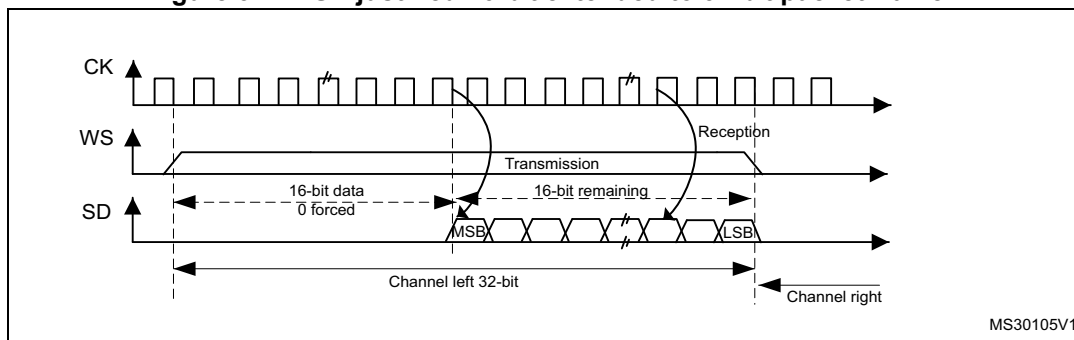 CK
WS
Reception
Transmission
16-bit data
0 forced
16-bit remaining
SD
MSB
LSB
Channel left 32-bit
Channel right
MS30105V1